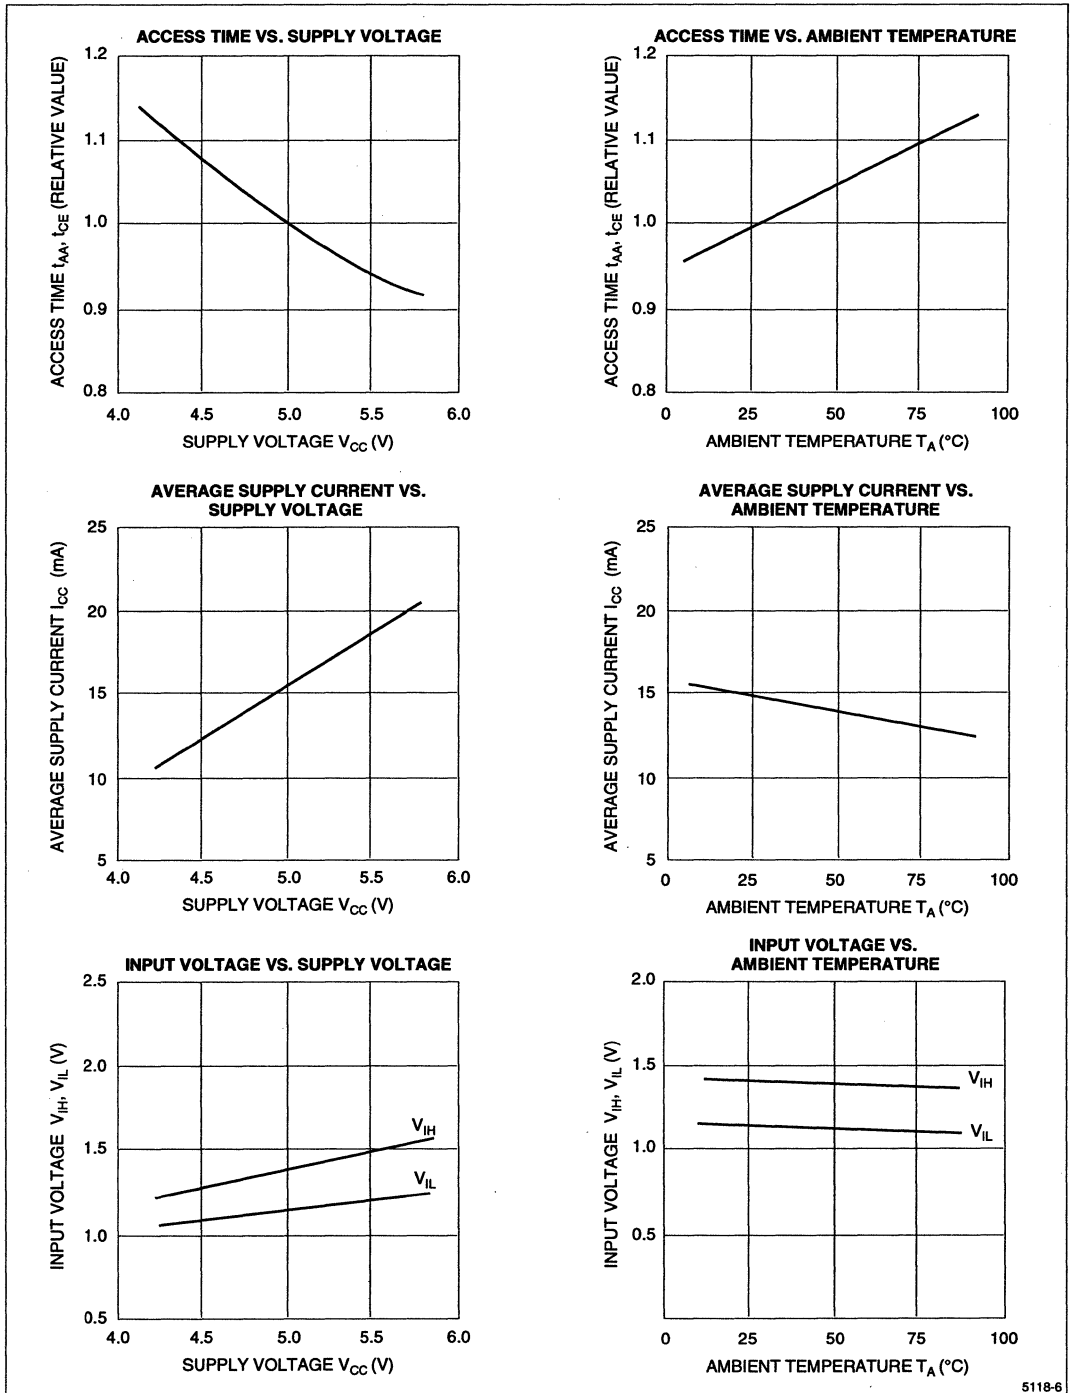 ACCESS TIME VS. SUPPLY VOLTAGE
1.2
1.1
1.0
0.9
0.8
ACCESS TIME tAA, tCE (RELATIVE VALUE)
4.0 4.5 5.0 5.5 6.0
SUPPLY VOLTAGE VCC (V)
ACCESS TIME VS. AMBIENT TEMPERATURE
1.2
1.1
1.0
0.9
0.8
ACCESS TIME tAA, tCE (RELATIVE VALUE)
0 25 50 75 100
AMBIENT TEMPERATURE TA (°C)
AVERAGE SUPPLY CURRENT VS.
SUPPLY VOLTAGE
25
20
15
10
5
AVERAGE SUPPLY CURRENT ICC (mA)
4.0 4.5 5.0 5.5 6.0
SUPPLY VOLTAGE VCC (V)
AVERAGE SUPPLY CURRENT VS.
AMBIENT TEMPERATURE
25
20
15
10
5
AVERAGE SUPPLY CURRENT ICC (mA)
0 25 50 75 100
AMBIENT TEMPERATURE TA (°C)
INPUT VOLTAGE VS. SUPPLY VOLTAGE
2.5
2.0
1.5
1.0
0.5
INPUT VOLTAGE VIH, VIL (V)
VIH
VIL
4.0 4.5 5.0 5.5 6.0
SUPPLY VOLTAGE VCC (V)
INPUT VOLTAGE VS.
AMBIENT TEMPERATURE
2.0
1.5
1.0
0.5
INPUT VOLTAGE VIH, VIL (V)
VIH
VIL
0 25 50 75 100
AMBIENT TEMPERATURE TA (°C)
5118-6